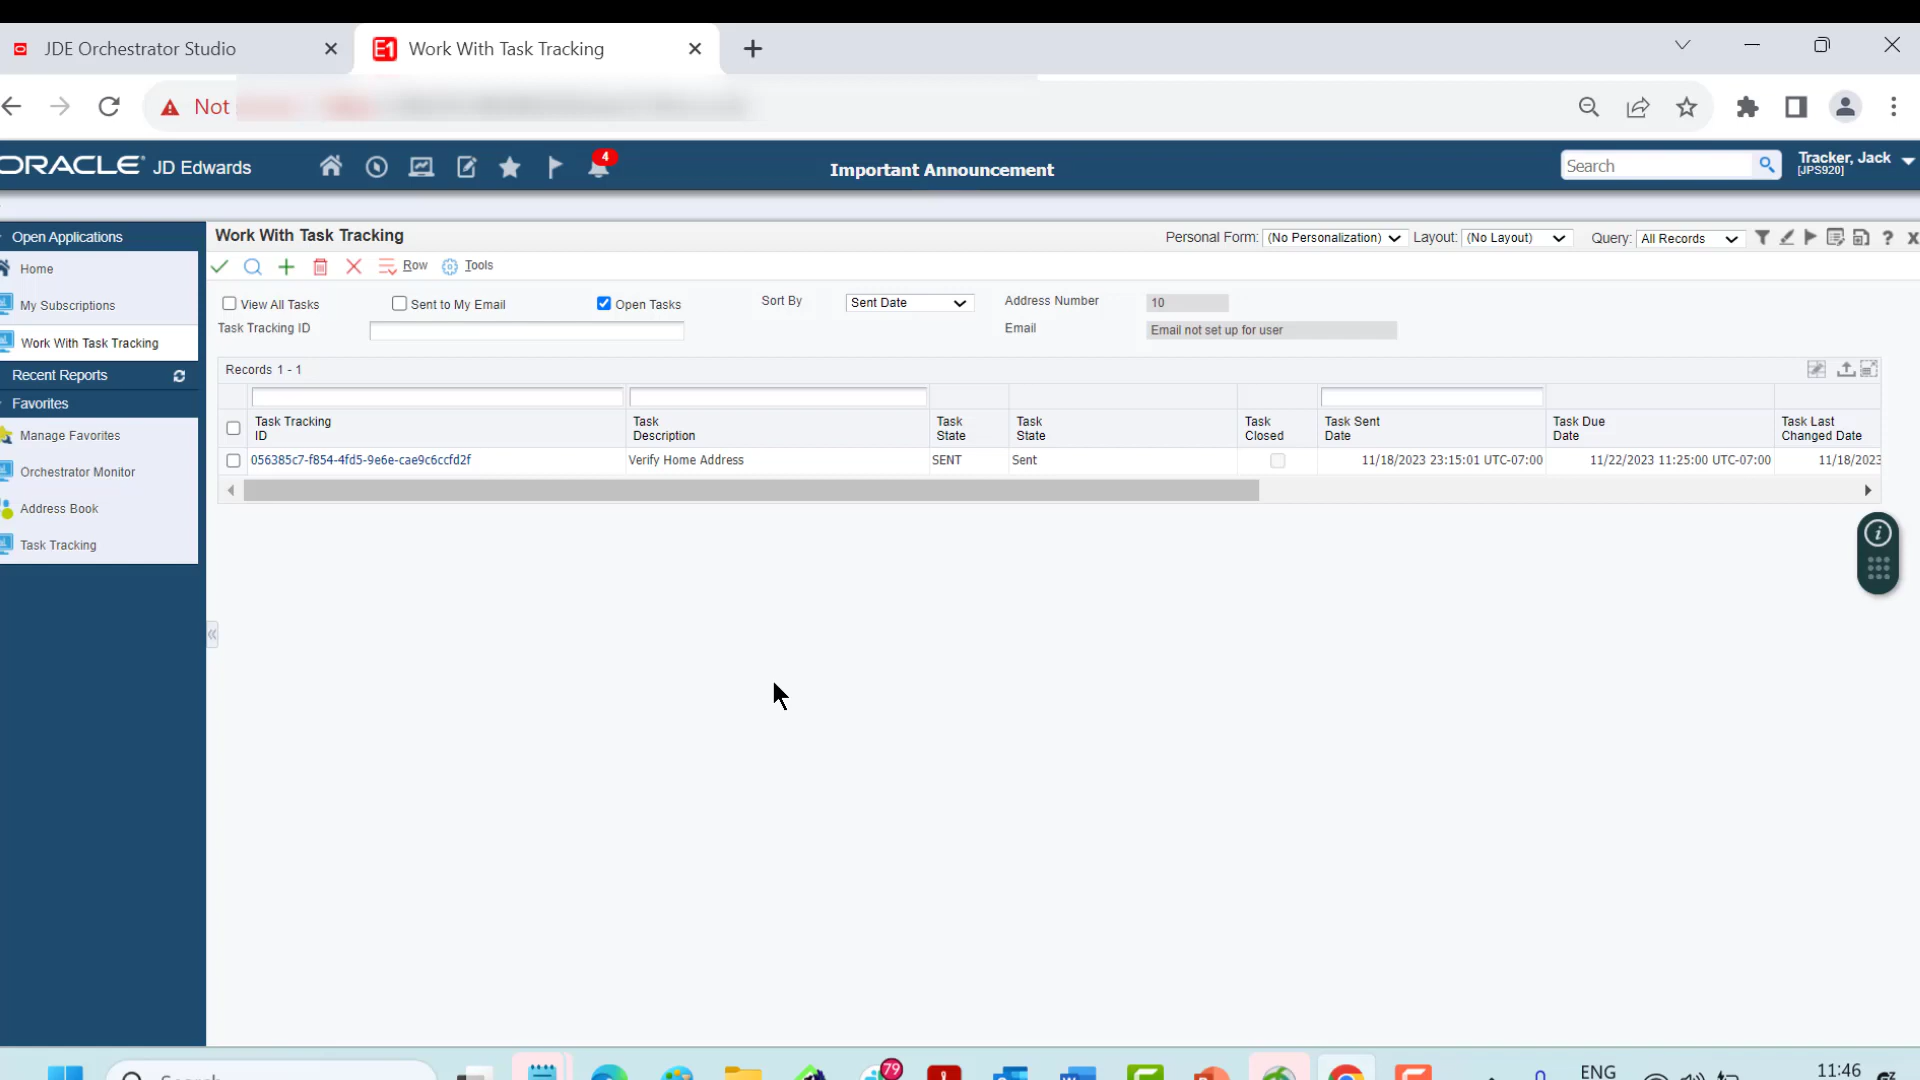 JDE Orchestrator Studio
E1 Work With Task Tracking
Not
ORACLE JD Edwards
4
Important Announcement
Search
Tracker, Jack
[JPS920]
Open Applications
Home
My Subscriptions
Work With Task Tracking
Recent Reports
Favorites
Manage Favorites
Orchestrator Monitor
Address Book
Task Tracking
Work With Task Tracking
Personal Form: (No Personalization) Layout: (No Layout) Query: All Records
Row Tools
View All Tasks Sent to My Email Open Tasks Sort By Sent Date Address Number 10
Task Tracking ID Email Email not set up for user
Records 1 - 1
Task Tracking ID
Task Description
Task State
Task State
Task Closed
Task Sent Date
Task Due Date
Task Last Changed Date
056385c7-f854-4fd5-9e6e-cae9c6ccfd2f Verify Home Address SENT Sent 11/18/2023 23:15:01 UTC-07:00 11/22/2023 11:25:00 UTC-07:00 11/18/2023
79
ENG
11:46